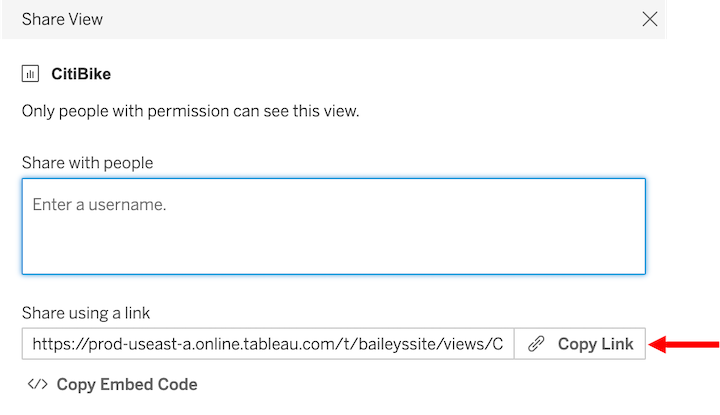 Share View
CitiBike
Only people with permission can see this view.
Share with people
Enter a username.
Share using a link
https://prod-useast-a.online.tableau.com/t/baileyssite/views/C
Copy Link
</> Copy Embed Code